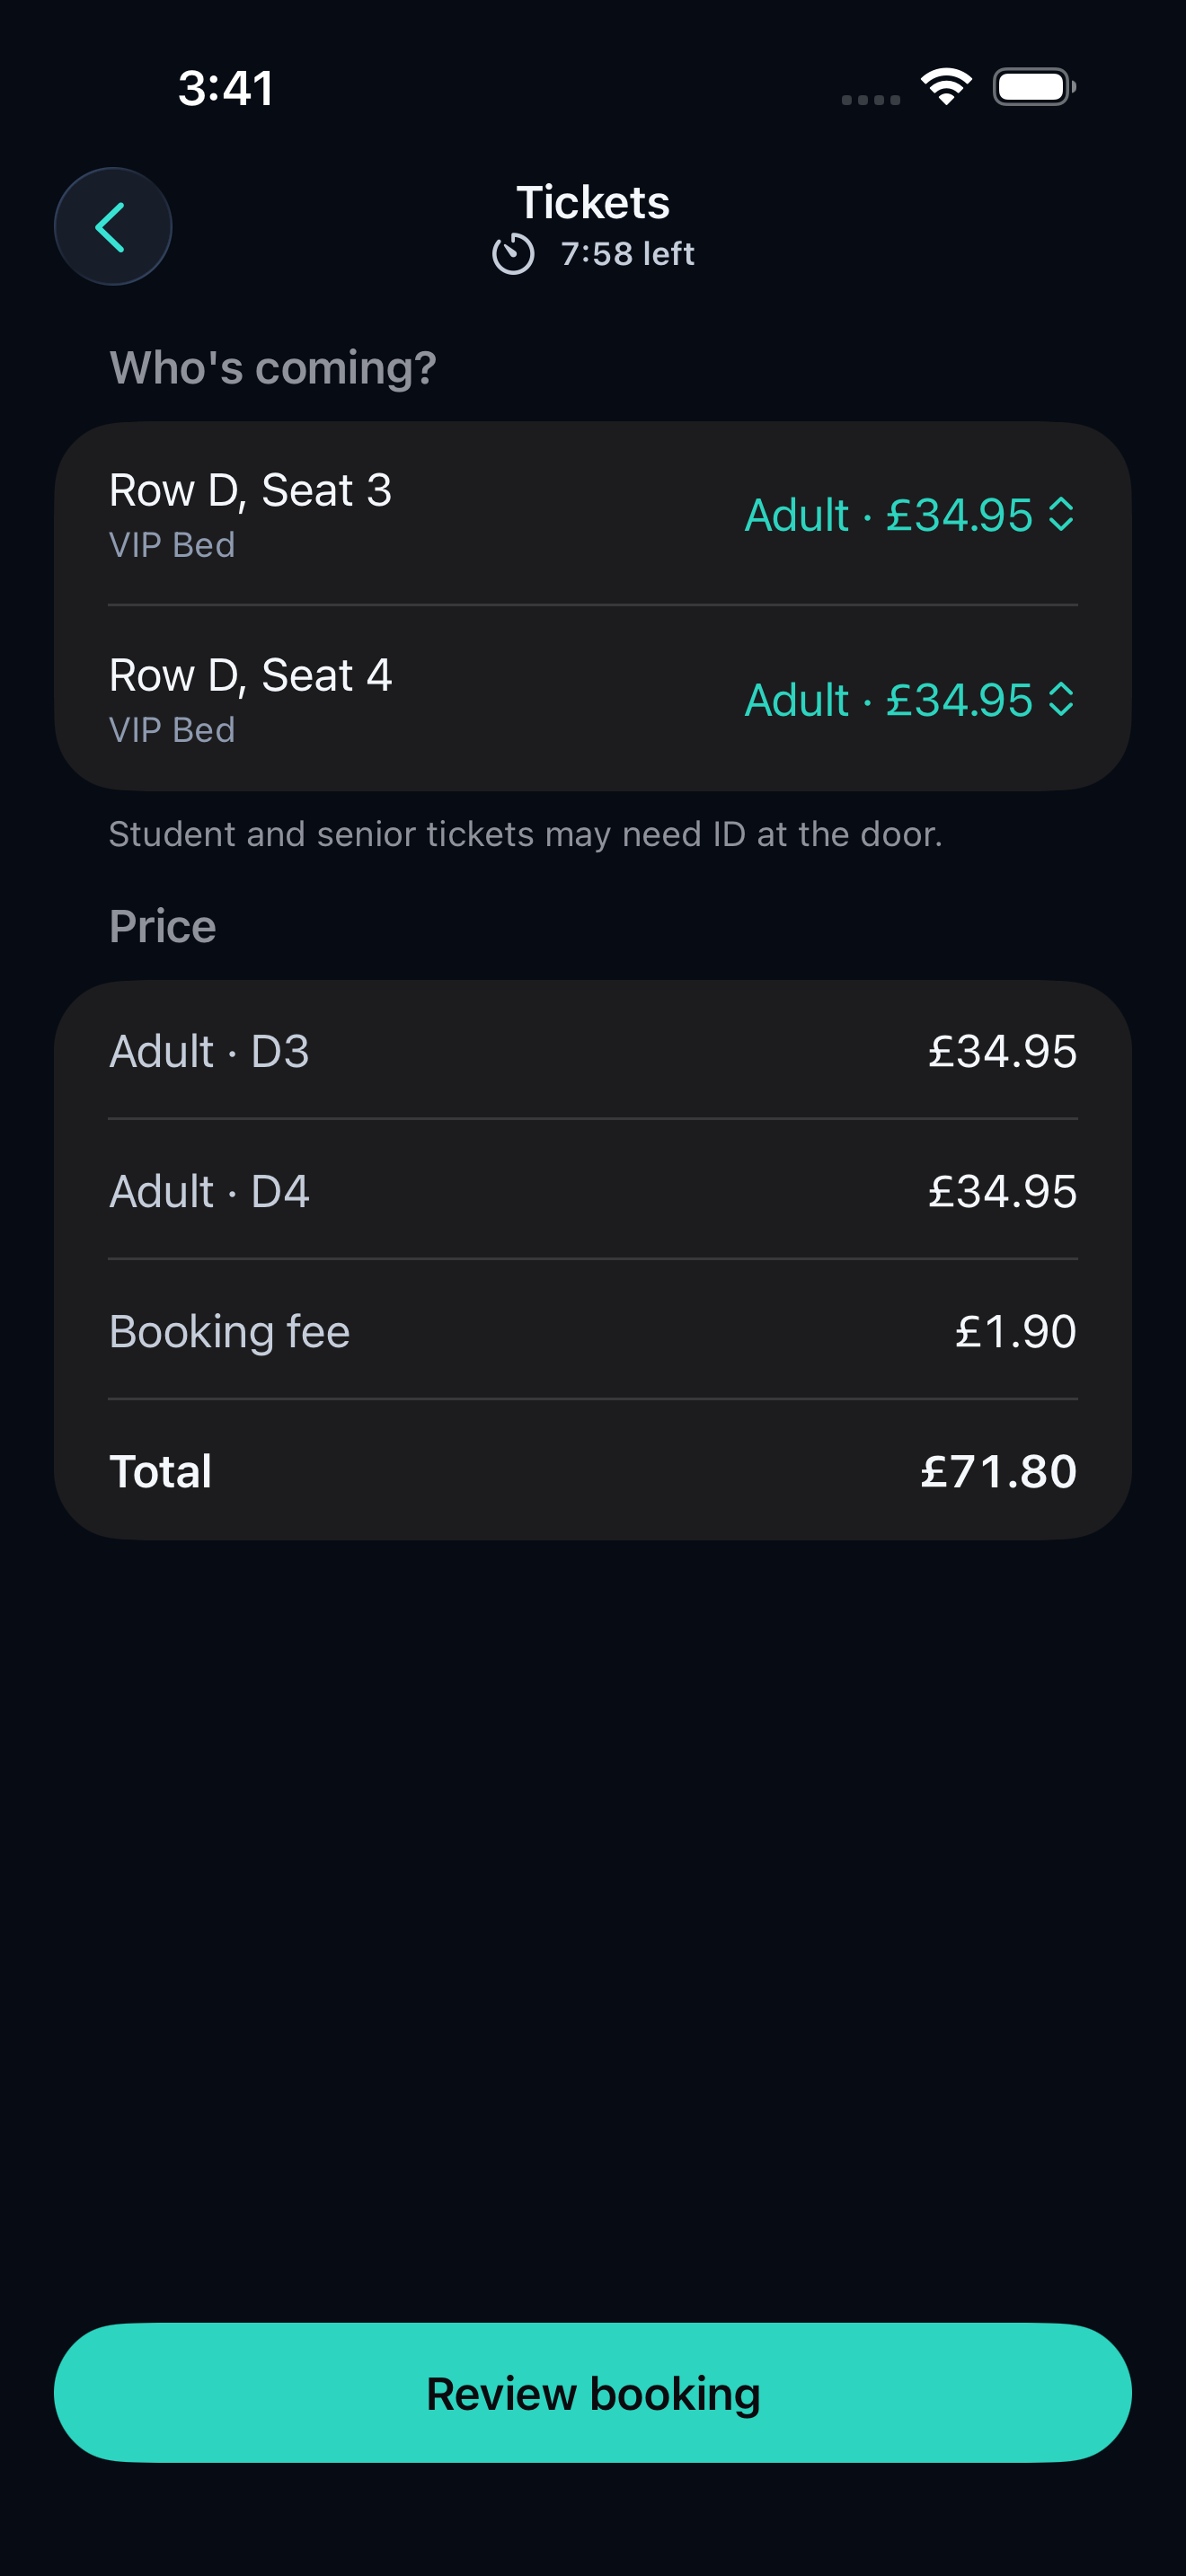 3:41
Tickets
7:58 left
Who's coming?
Row D, Seat 3
VIP Bed
Adult · £34.95
Row D, Seat 4
VIP Bed
Adult · £34.95
Student and senior tickets may need ID at the door.
Price
Adult · D3 £34.95
Adult · D4 £34.95
Booking fee £1.90
Total £71.80
Review booking